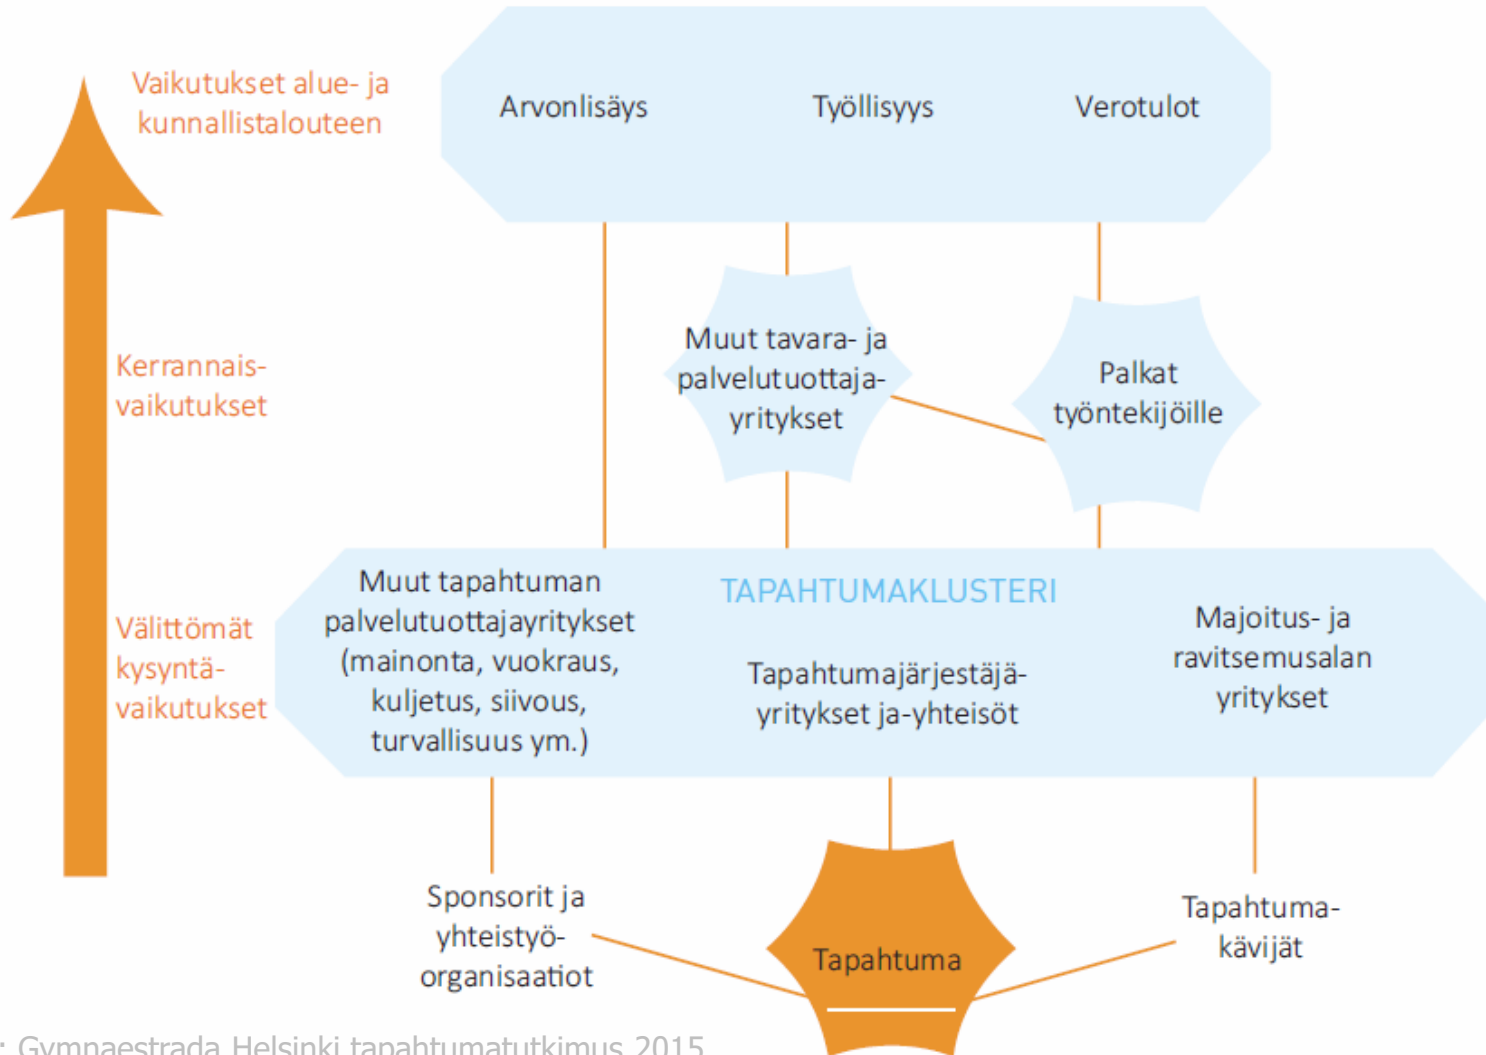 Vaikutukset alue- ja
kunnallistalouteen
Arvonlisäys
Työllisyys
Verotulot
Kerrannais-
vaikutukset
Muut tavara- ja
palvelutuottaja-
yritykset
Palkat
työntekijöille
Välittömät
kysyntä-
vaikutukset
Muut tapahtuman
palvelutuottajayritykset
(mainonta, vuokraus,
kuljetus, siivous,
turvallisuus ym.)
TAPAHTUMAKLUSTERI
Tapahtumajärjestäjä-
yritykset ja-yhteisöt
Majoitus- ja
ravitsemusalan
yritykset
Sponsorit ja
yhteistyö-
organisaatiot
Tapahtuma
Tapahtuma-
kävijät
: Gymnaestrada Helsinki tapahtumatutkimus 2015